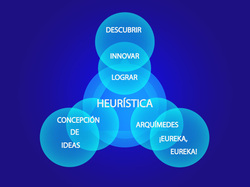 DESCUBRIR
INNOVAR
LOGRAR
HEURÍSTICA
CONCEPCIÓN
DE
IDEAS
ARQUÍMEDES
¡EUREKA,
EUREKA!